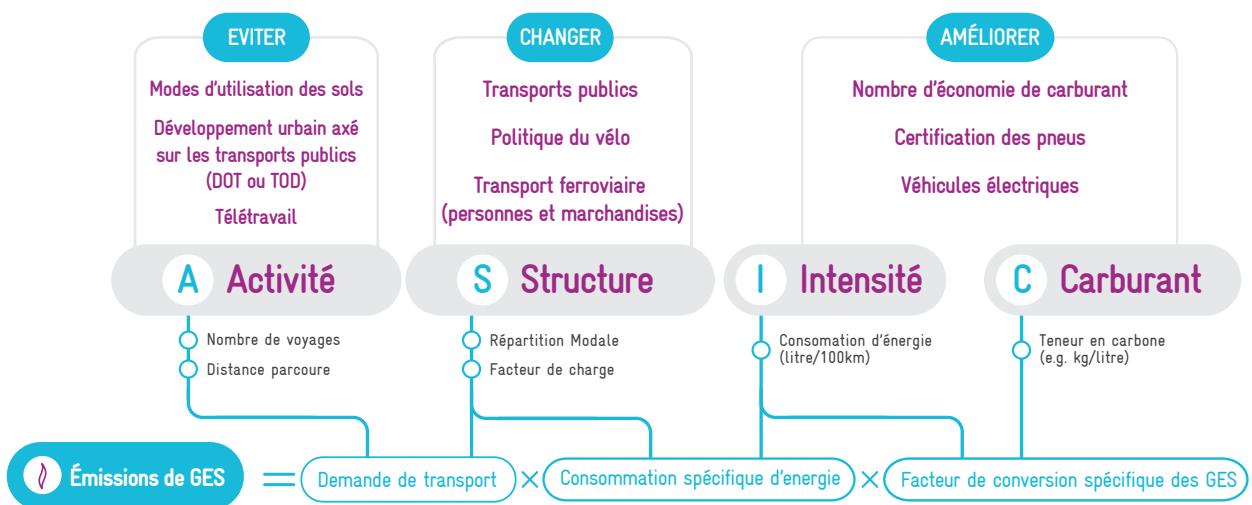 EVITER
Modes d'utilisation des sols
Développement urbain axé
sur les transports publics
(DOT ou TOD)
Télétravail
CHANGER
Transports publics
Politique du vélo
Transport ferroviaire
(personnes et marchandises)
AMÉLIORER
Nombre d'économie de carburant
Certification des pneus
Véhicules électriques
A Activité
Nombre de voyages
Distance parcoure
S Structure
Répartition Modale
Facteur de charge
I Intensité
Consomation d'énergie
(litre/100km)
C Carburant
Teneur en carbone
(e.g. kg/litre)
Émissions de GES = Demande de transport × Consommation spécifique d'energie × Facteur de conversion spécifique des GES